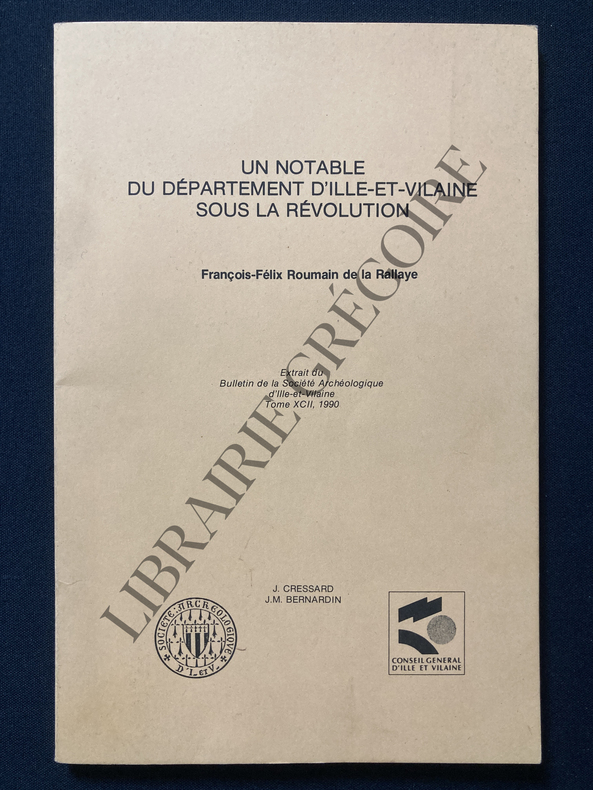 UN NOTABLE
DU DÉPARTEMENT D'ILLE-ET-VILAINE
SOUS LA RÉVOLUTION
François-Félix Roumain de la Rallaye
Extrait du
Bulletin de la Société Archéologique
d'Ille-et-Vilaine
Tome XCII, 1990
LIBRAIRIE GRÉGOIRE
J. CRESSARD
J.M. BERNARDIN
SOCIÉTÉ ARCHÉOLOGIQUE
D'I. ET V.
CONSEIL GENERAL
D'ILLE ET VILAINE